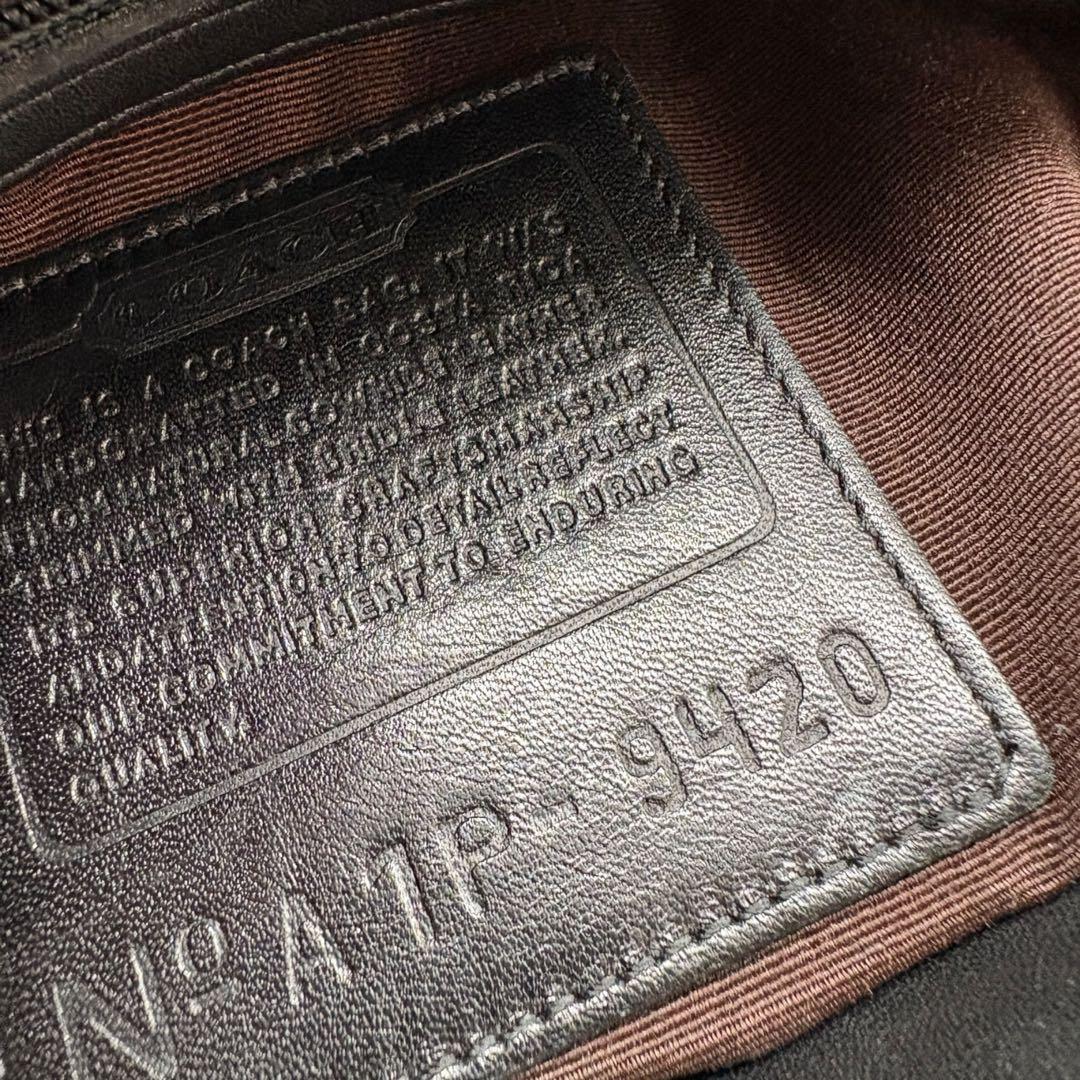 COACH
THIS IS A COACH BAG. IT WAS
HANDCRAFTED IN COSTA RICA
FROM NATURAL COWHIDE LEATHER
TRIMMED WITH BRIDLE LEATHER.
ITS SUPERIOR CRAFTSMANSHIP
AND ATTENTION TO DETAIL REFLECT
OUR COMMITMENT TO ENDURING
QUALITY.
Nº A1P-9420